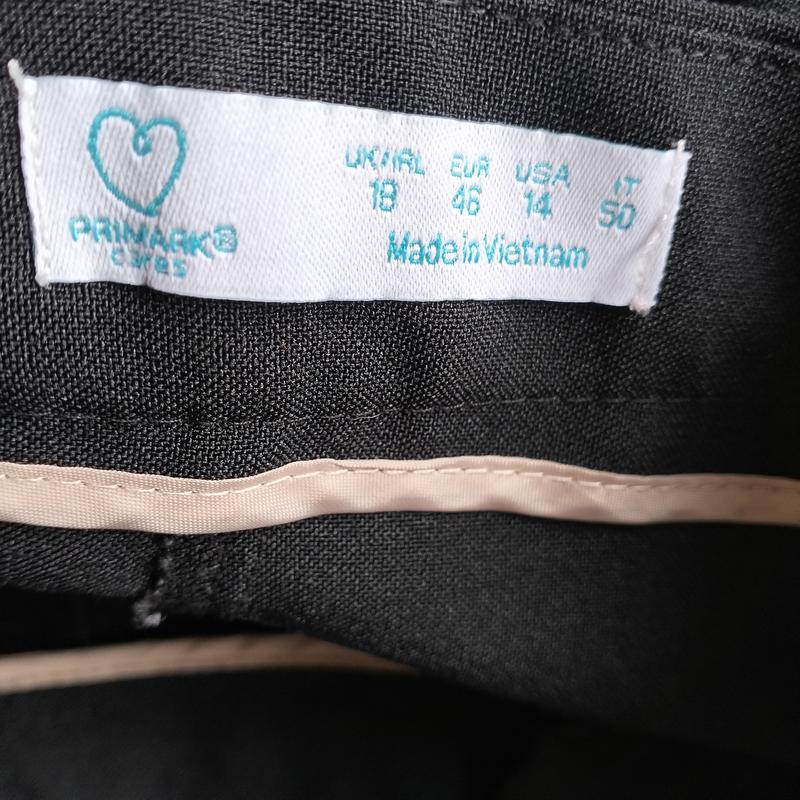 PRIMARK®
cares
UK/IRL EUR USA IT
18 46 14 50
Made in Vietnam